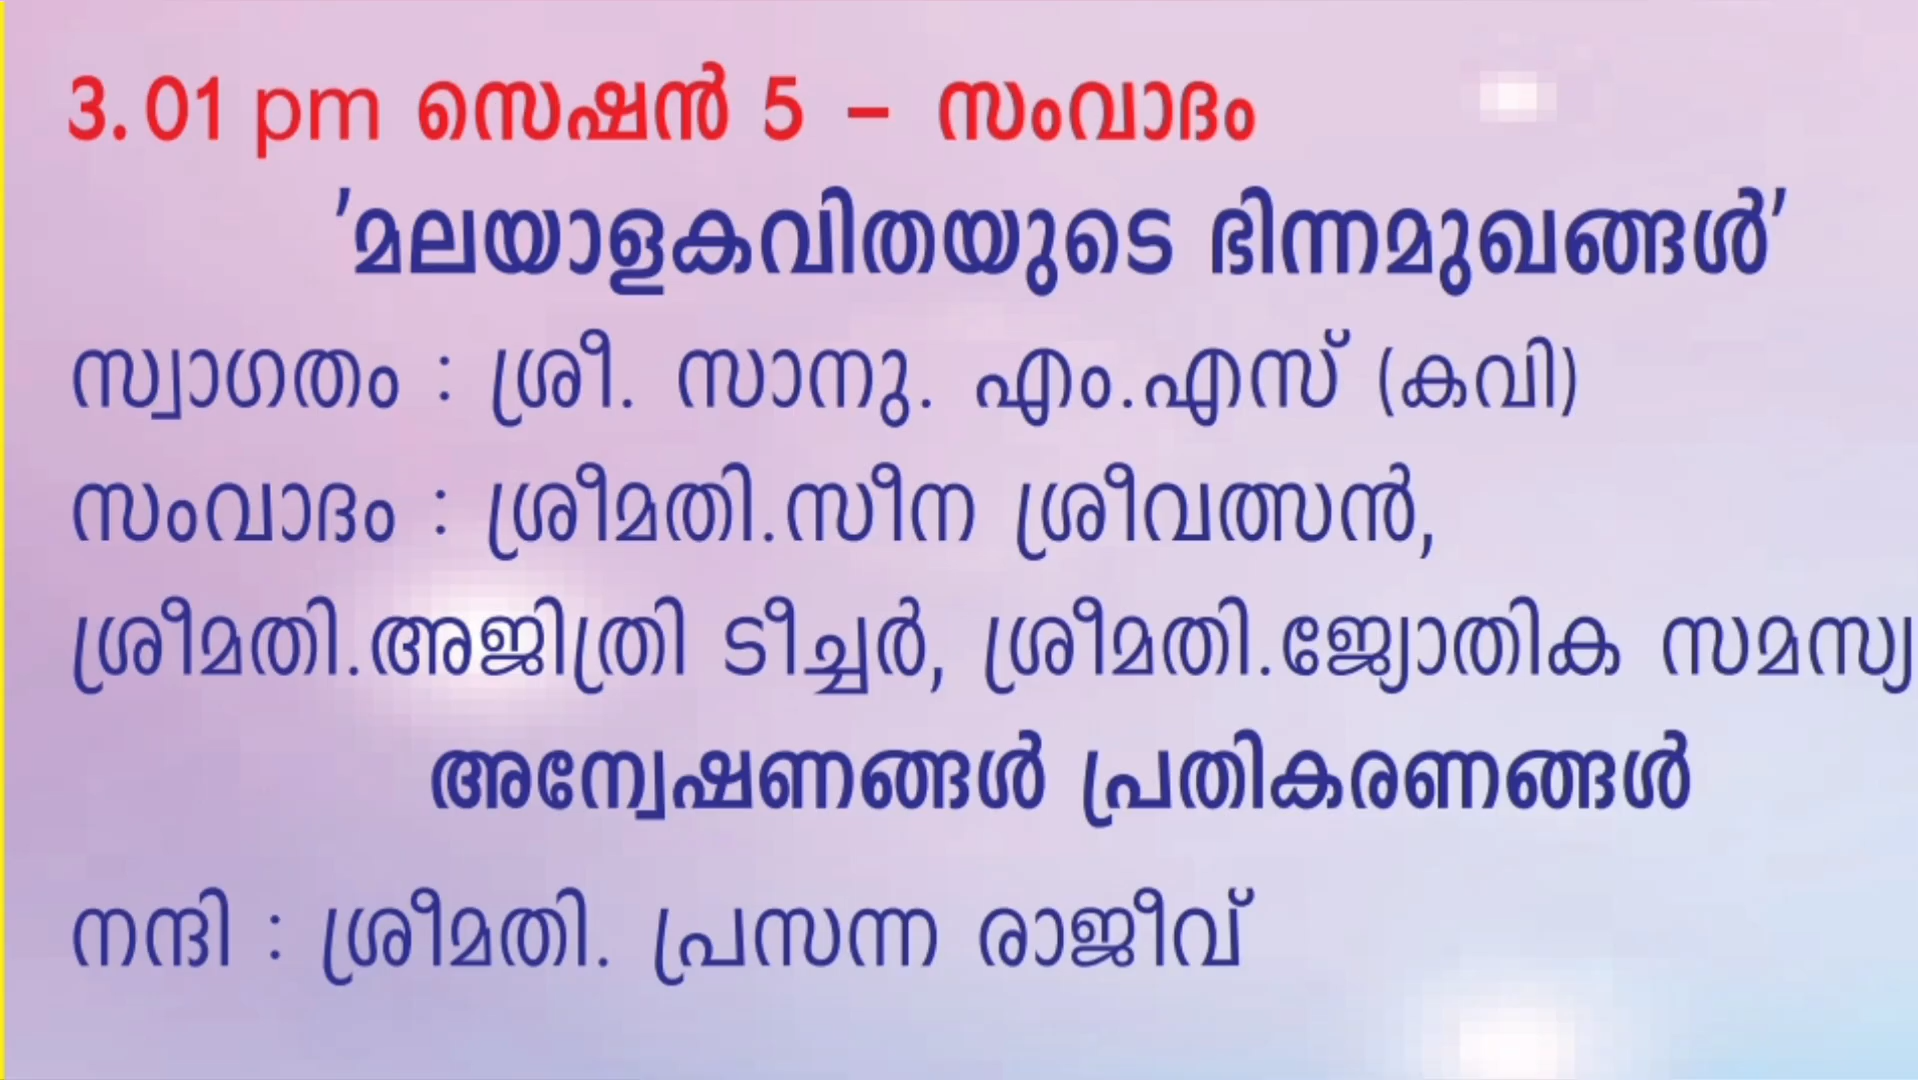 3.01 pm സെഷൻ 5 – സംവാദം
'മലയാളകവിതയുടെ ഭിന്നമുഖങ്ങൾ'
സ്വാഗതം : ശ്രീ. സാനു. എം.എസ് (കവി)
സംവാദം : ശ്രീമതി.സീന ശ്രീവത്സൻ,
ശ്രീമതി.അജിത്രി ടീച്ചർ, ശ്രീമതി.ജ്യോതിക സമസ്യ
അന്വേഷണങ്ങൾ പ്രതികരണങ്ങൾ
നന്ദി : ശ്രീമതി. പ്രസന്ന രാജീവ്